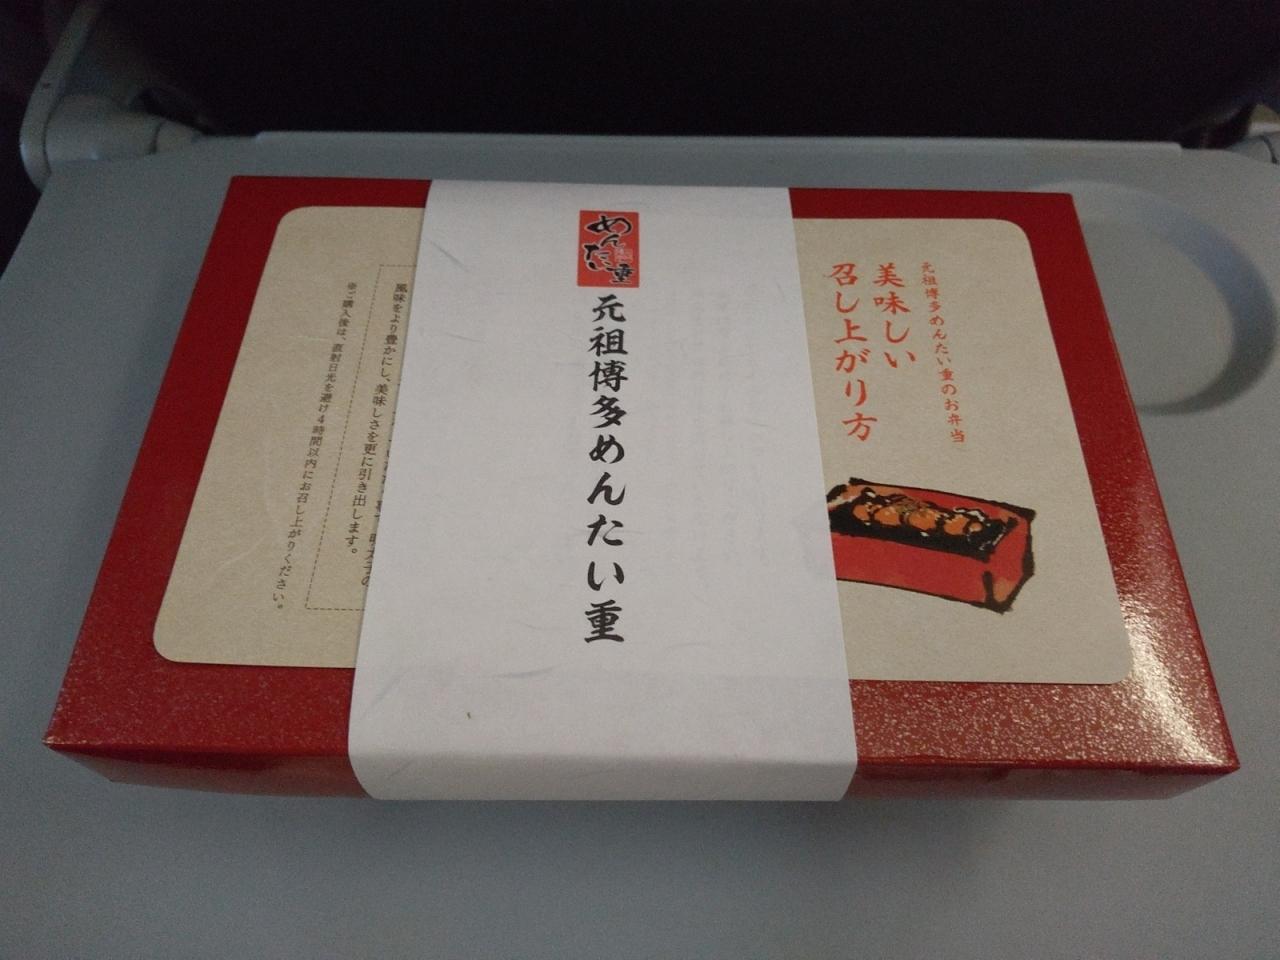 元祖博多めんたい重のお弁当
美味しい
召し上がり方
めんたい重
元祖博多めんたい重
風味をより豊かにし、美味しさを更に引き出します。
※ご購入後は、直射日光を避け4時間以内にお召し上がりください。